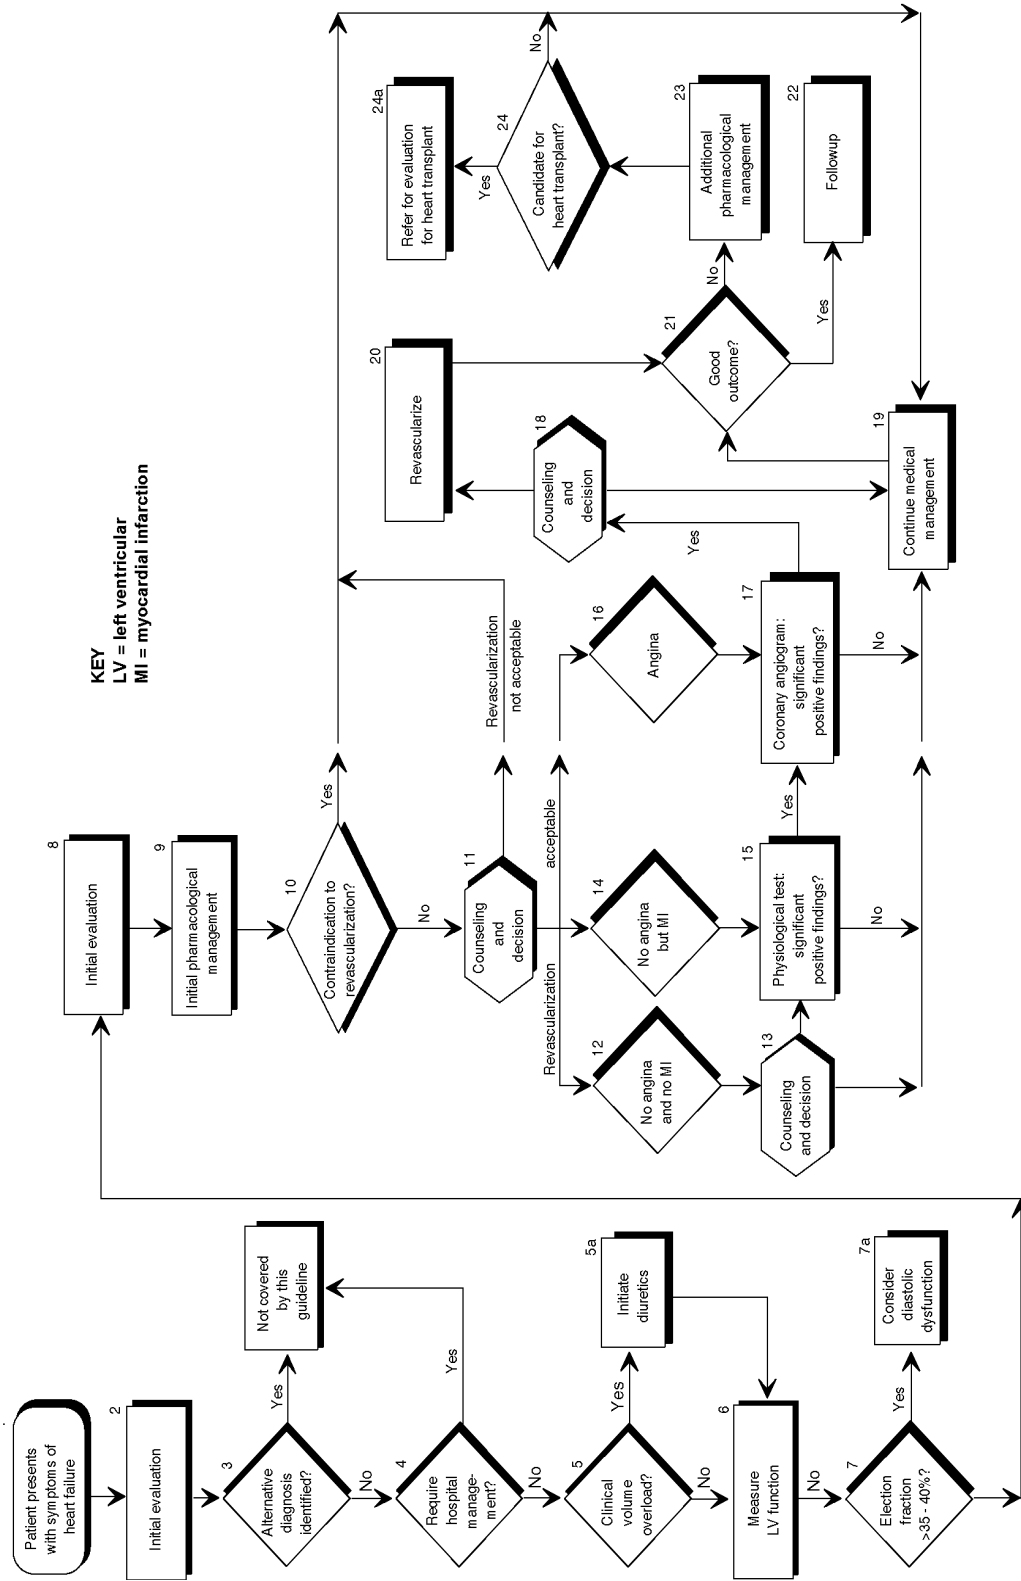 Patient presents
with symptoms of
heart failure
2
Initial evaluation
3
Alternative
diagnosis
identified?
Yes
No
Not covered
by this
guideline
4
Require
hospital
manage-
ment?
Yes
No
5
Clinical
volume
overload?
Yes
No
5a
Initiate
diuretics
6
Measure
LV function
No
7
Election
fraction
>35 - 40%?
Yes
7a
Consider
diastolic
dysfunction
8
Initial evaluation
9
Initial pharmacological
management
10
Contraindication to
revascularization?
Yes
No
11
Counseling
and
decision
Revascularization
not acceptable
Revascularization
acceptable
12
No angina
and no MI
13
Counseling
and decision
14
No angina
but MI
15
Physiological test:
significant
positive findings?
Yes
No
16
Angina
17
Coronary angiogram:
significant
positive findings?
Yes
No
KEY
LV = left ventricular
MI = myocardial infarction
18
Counseling
and
decision
19
Continue medical
management
20
Revascularize
21
Good
outcome?
No
Yes
22
Followup
23
Additional
pharmacological
management
24
Candidate for
heart transplant?
Yes
No
24a
Refer for evaluation
for heart transplant